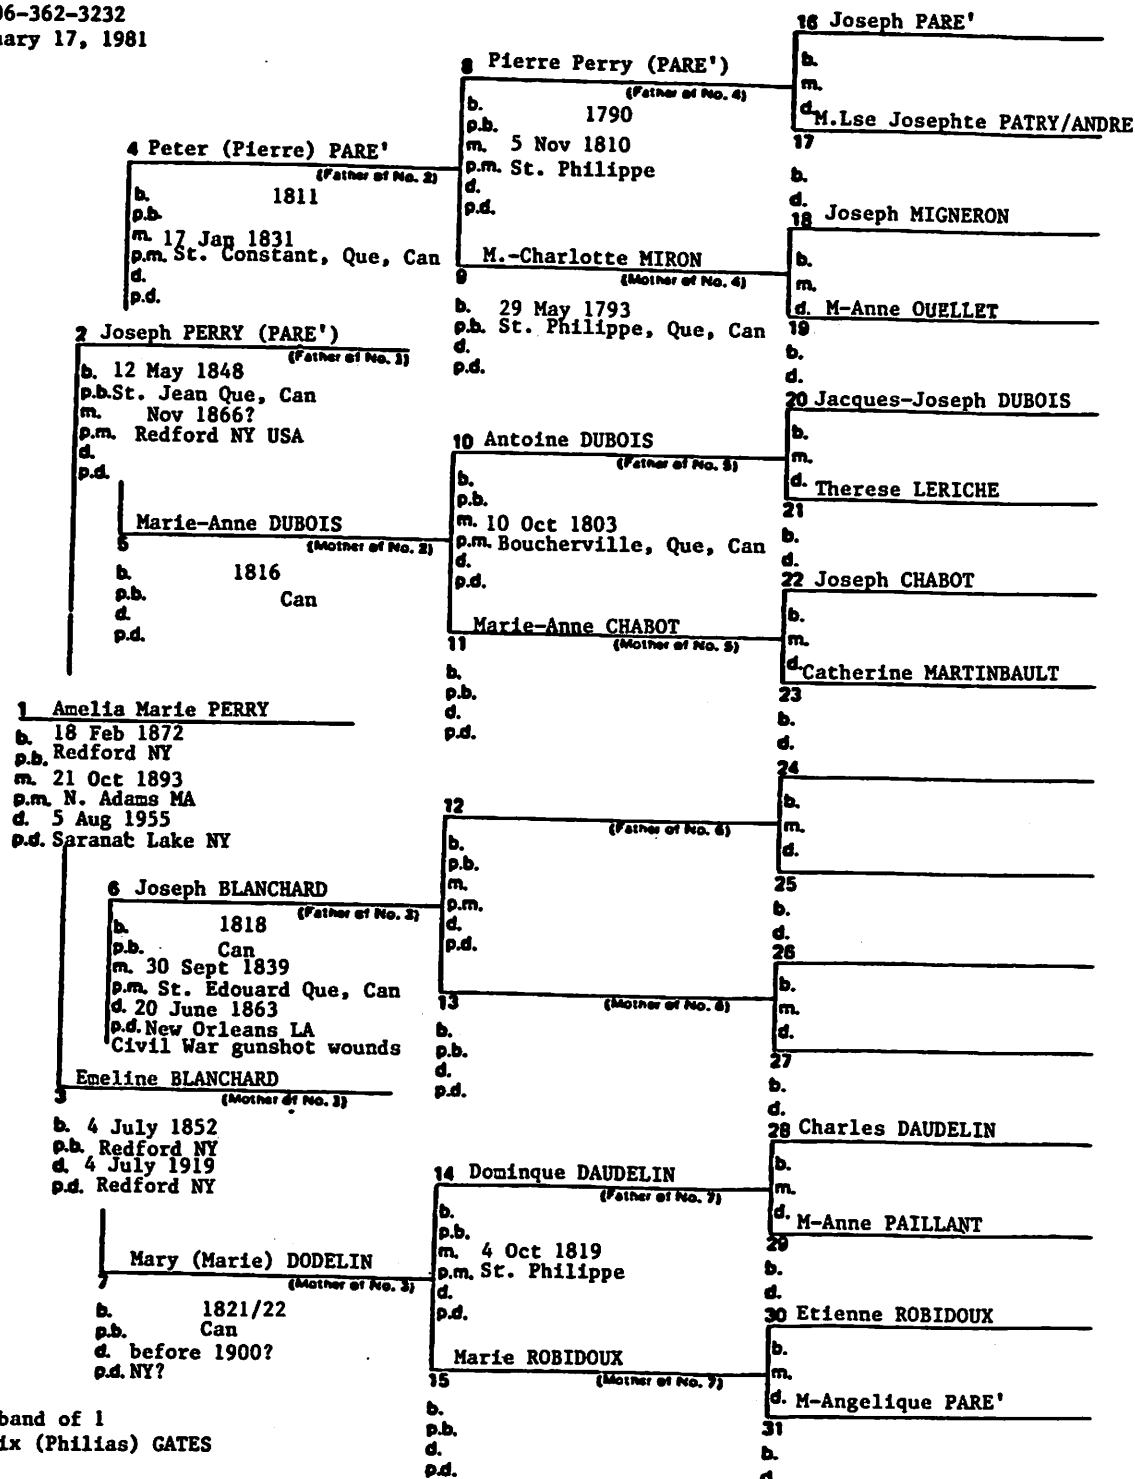 06-362-3232
uary 17, 1981
1 Amelia Marie PERRY
b. 18 Feb 1872
p.b. Redford NY
m. 21 Oct 1893
p.m. N. Adams MA
d. 5 Aug 1955
p.d. Saranat Lake NY
2 Joseph PERRY (PARE')
(Father of No. 1)
b. 12 May 1848
p.b. St. Jean Que, Can
m. Nov 1866?
p.m. Redford NY USA
d.
p.d.
Emeline BLANCHARD
3 (Mother of No. 1)
b. 4 July 1852
p.b. Redford NY
d. 4 July 1919
p.d. Redford NY
4 Peter (Pierre) PARE'
(Father of No. 2)
b. 1811
p.b.
m. 17 Jan 1831
p.m. St. Constant, Que, Can
d.
p.d.
Marie-Anne DUBOIS
5 (Mother of No. 2)
b. 1816
p.b. Can
d.
p.d.
6 Joseph BLANCHARD
(Father of No. 3)
b. 1818
p.b. Can
m. 30 Sept 1839
p.m. St. Edouard Que, Can
d. 20 June 1863
p.d. New Orleans LA
Civil War gunshot wounds
Mary (Marie) DODELIN
7 (Mother of No. 3)
b. 1821/22
p.b. Can
d. before 1900?
p.d. NY?
band of 1
ix (Philias) GATES
8 Pierre Perry (PARE')
(Father of No. 4)
b. 1790
p.b.
m. 5 Nov 1810
p.m. St. Philippe
d.
p.d.
M.-Charlotte MIRON
9 (Mother of No. 4)
b. 29 May 1793
p.b. St. Philippe, Que, Can
d.
p.d.
10 Antoine DUBOIS
(Father of No. 5)
b.
p.b.
m. 10 Oct 1803
p.m. Boucherville, Que, Can
d.
p.d.
Marie-Anne CHABOT
11 (Mother of No. 5)
b.
p.b.
d.
p.d.
12
(Father of No. 6)
b.
p.b.
m.
p.m.
d.
p.d.
13 (Mother of No. 6)
b.
p.b.
d.
p.d.
14 Dominque DAUDELIN
(Father of No. 7)
b.
p.b.
m. 4 Oct 1819
p.m. St. Philippe
d.
p.d.
Marie ROBIDOUX
15 (Mother of No. 7)
b.
p.b.
d.
p.d.
16 Joseph PARE'
b.
m.
d.
M.Lse Josephte PATRY/ANDRE
17
b.
d.
18 Joseph MIGNERON
b.
m.
d. M-Anne OUELLET
19
b.
d.
20 Jacques-Joseph DUBOIS
b.
m.
d. Therese LERICHE
21
b.
d.
22 Joseph CHABOT
b.
m.
d. Catherine MARTINBAULT
23
b.
d.
24
b.
m.
d.
25
b.
d.
26
b.
m.
d.
27
b.
d.
28 Charles DAUDELIN
b.
m.
d. M-Anne PAILLANT
29
b.
d.
30 Etienne ROBIDOUX
b.
m.
d. M-Angelique PARE'
31
b.
d.